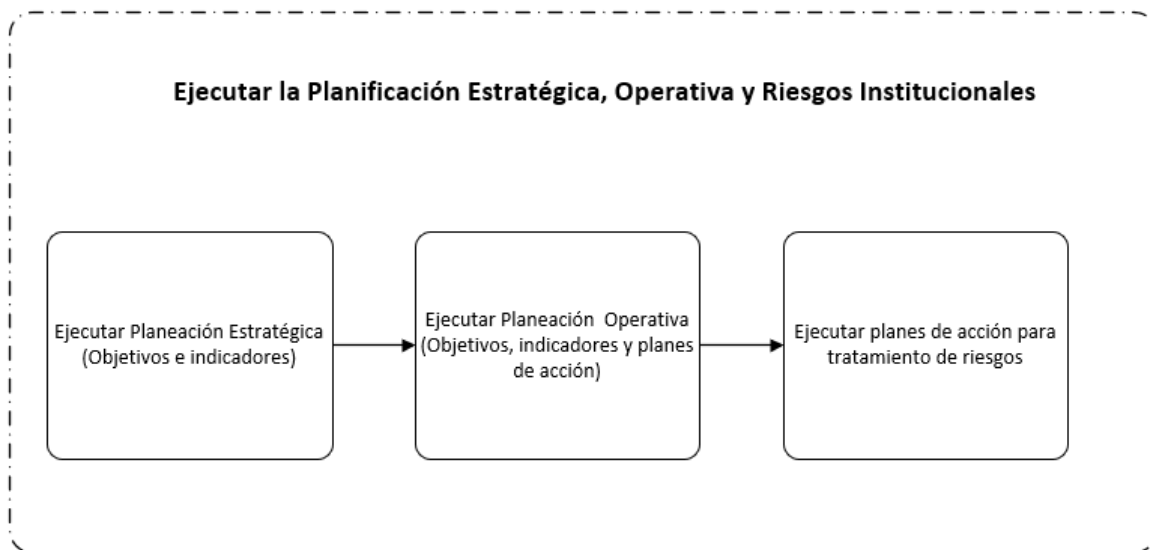 Ejecutar la Planificación Estratégica, Operativa y Riesgos Institucionales
Ejecutar Planeación Estratégica
(Objetivos e indicadores)
Ejecutar Planeación  Operativa
(Objetivos, indicadores y planes
de acción)
Ejecutar planes de acción para
tratamiento de riesgos